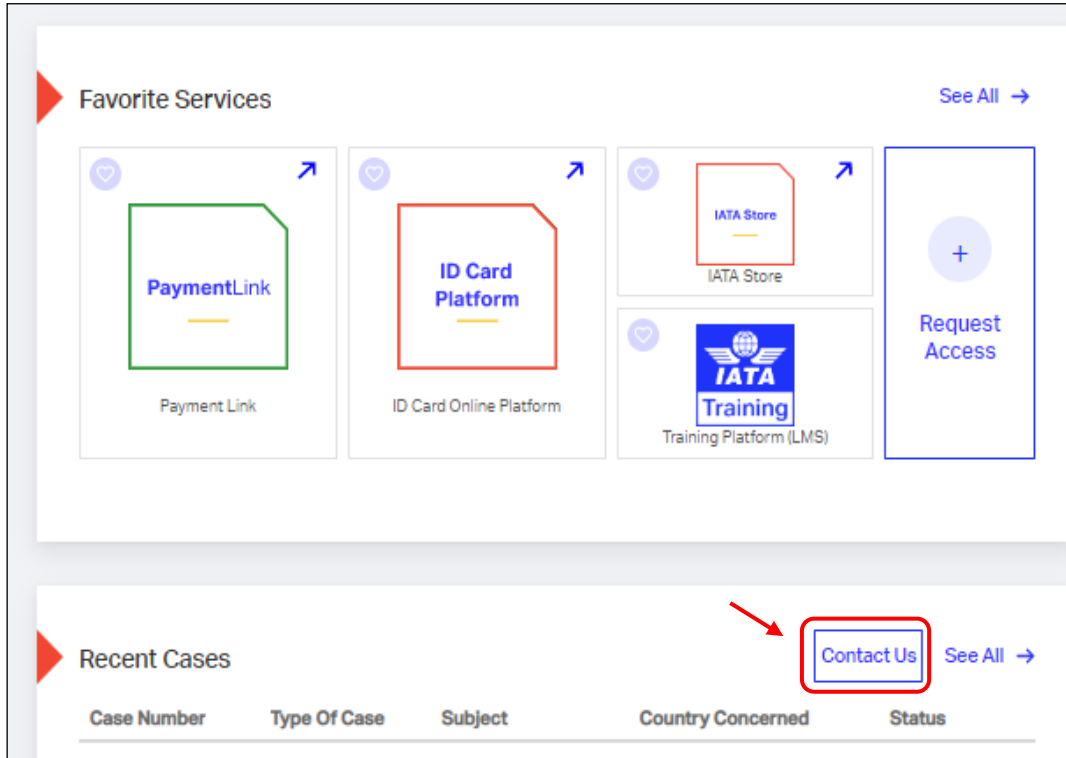 Favorite Services
See All →
PaymentLink
Payment Link
ID Card
Platform
ID Card Online Platform
IATA Store
IATA Store
IATA
Training
Training Platform (LMS)
+
Request
Access
Recent Cases
Contact Us
See All →
Case Number Type Of Case Subject Country Concerned Status